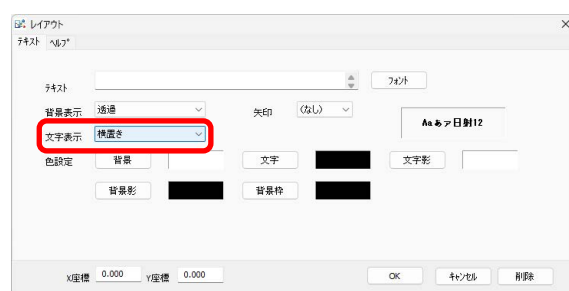 レイアウト
テキスト ヘルプ
テキスト フォント
背景表示 透過 矢印 (なし)
Aaあァ日射12
文字表示 横置き
色設定 背景 文字 文字影
背景影 背景枠
X座標 0.000 Y座標 0.000 OK キャンセル 削除